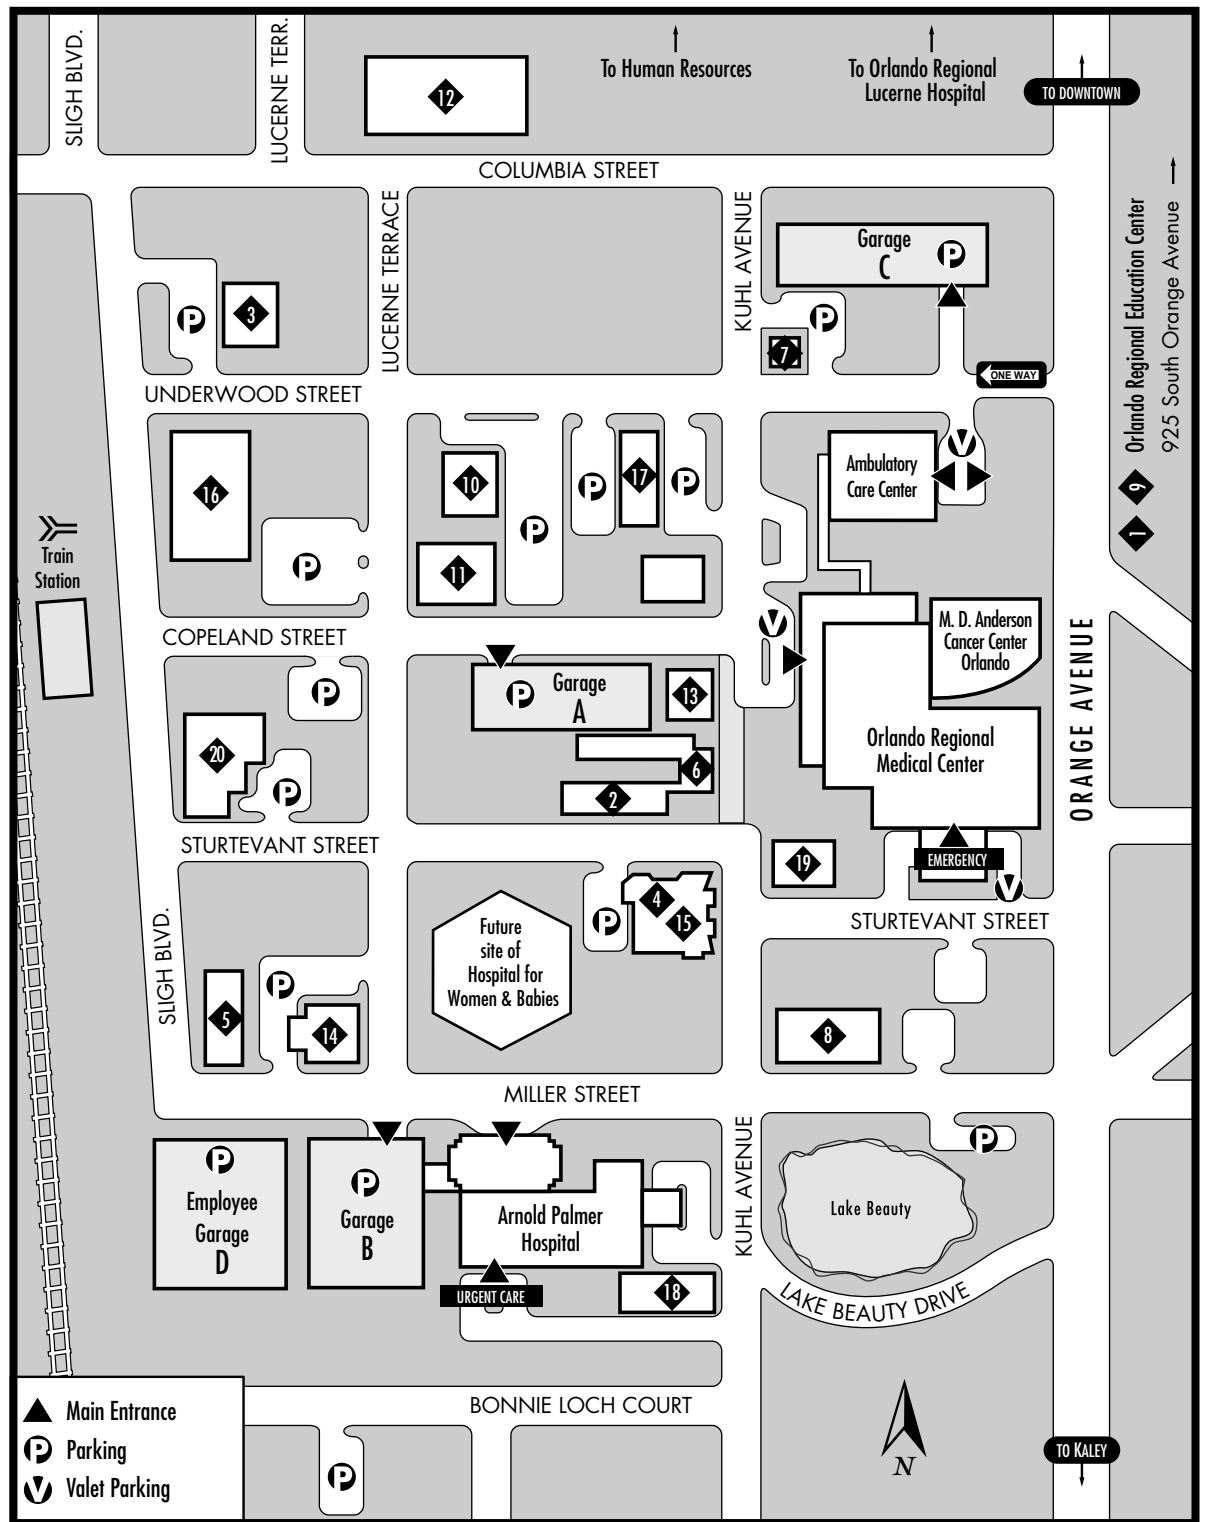 SLIGH BLVD.
LUCERNE TERR.
12
To Human Resources
To Orlando Regional
Lucerne Hospital
TO DOWNTOWN
COLUMBIA STREET
LUCERNE TERRACE
KUHL AVENUE
Garage
C
P
Orlando Regional Education Center
925 South Orange Avenue
1
9
P
3
P
7
ONE WAY
UNDERWOOD STREET
16
P
10
11
P
P
17
P
Ambulatory
Care Center
V
Train
Station
COPELAND STREET
V
M. D. Anderson
Cancer Center
Orlando
P
Garage
A
P
13
20
P
6
2
Orlando Regional
Medical Center
ORANGE AVENUE
STURTEVANT STREET
19
EMERGENCY
V
SLIGH BLVD.
Future
site of
Hospital for
Women & Babies
P
4
15
STURTEVANT STREET
5
P
14
8
MILLER STREET
P
Employee
Garage
D
P
Garage
B
Arnold Palmer
Hospital
KUHL AVENUE
P
Lake Beauty
URGENT CARE
18
LAKE BEAUTY DRIVE
BONNIE LOCH COURT
Main Entrance
P Parking
V Valet Parking
P
N
TO KALEY